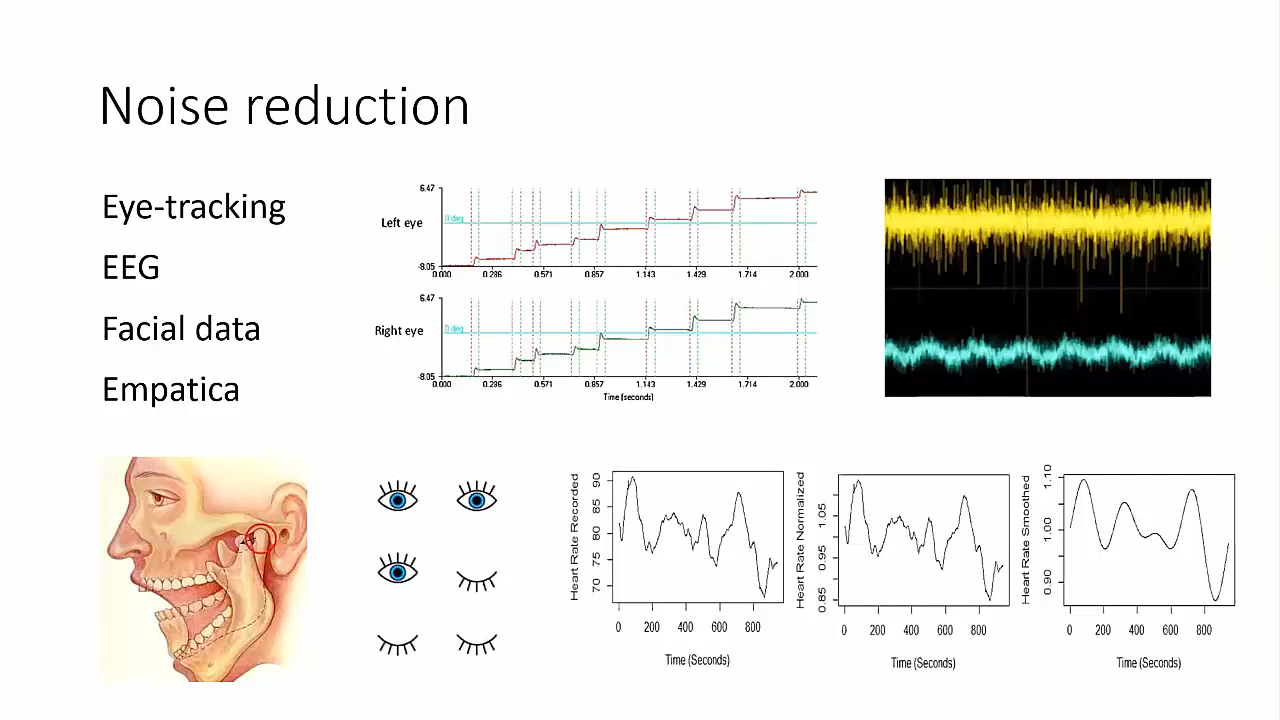 Noise reduction
Eye-tracking
EEG
Facial data
Empatica
6.47
Left eye
0 deg
-8.05
0.000 0.286 0.571 0.857 1.143 1.429 1.714 2.000
6.47
Right eye
0 deg
-8.05
0.000 0.286 0.571 0.857 1.143 1.429 1.714 2.000
Time (seconds)
Heart Rate Recorded
90
85
80
75
70
0 200 400 600 800
Time (Seconds)
Heart Rate Normalized
1.05
0.95
0.85
0 200 400 600 800
Time (Seconds)
Heart Rate Smoothed
1.10
1.00
0.90
0 200 400 600 800
Time (Seconds)